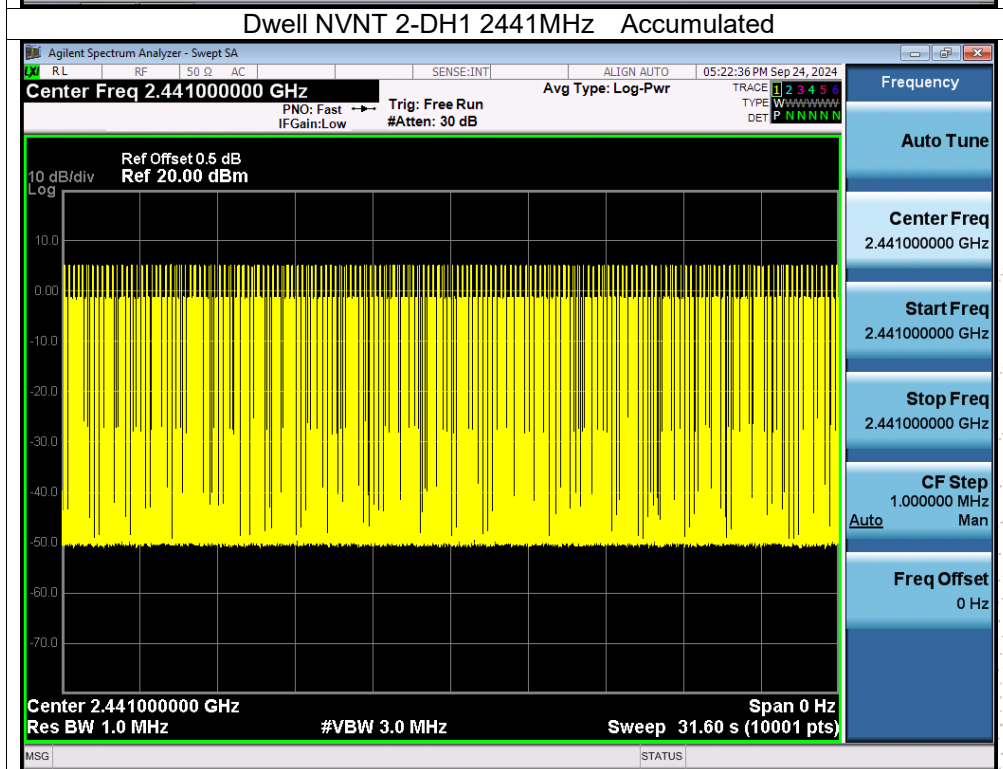 Dwell NVNT 2-DH1 2441MHz Accumulated
Agilent Spectrum Analyzer - Swept SA
LXI RL RF 50 Ω AC SENSE:INT ALIGN AUTO 05:22:36 PM Sep 24, 2024
Center Freq 2.441000000 GHz
PNO: Fast
IFGain:Low
Trig: Free Run
#Atten: 30 dB
Avg Type: Log-Pwr
TRACE 1 2 3 4 5 6
TYPE WWWWWWW
DET P N N N N N
Ref Offset 0.5 dB
10 dB/div Ref 20.00 dBm
Log
10.0
0.00
-10.0
-20.0
-30.0
-40.0
-50.0
-60.0
-70.0
Center 2.441000000 GHz Span 0 Hz
Res BW 1.0 MHz #VBW 3.0 MHz Sweep 31.60 s (10001 pts)
MSG STATUS
Frequency
Auto Tune
Center Freq
2.441000000 GHz
Start Freq
2.441000000 GHz
Stop Freq
2.441000000 GHz
CF Step
1.000000 MHz
Auto Man
Freq Offset
0 Hz